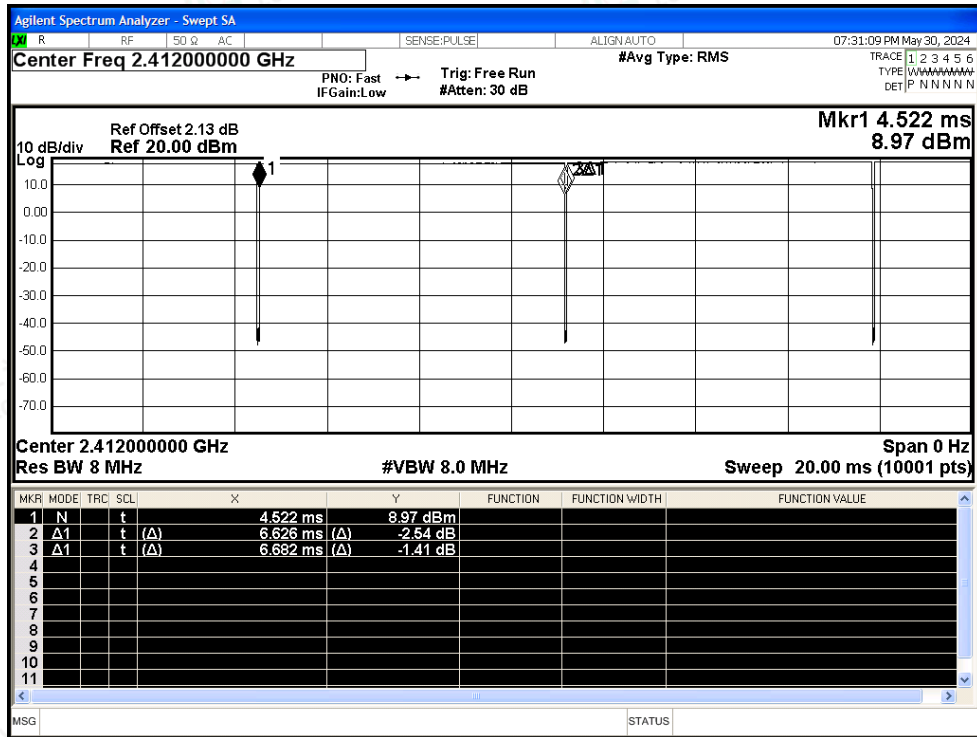 Agilent Spectrum Analyzer - Swept SA
LXI R RF 50 Ω AC SENSE:PULSE ALIGN AUTO 07:31:09 PM May 30, 2024
Center Freq 2.412000000 GHz #Avg Type: RMS TRACE 1 2 3 4 5 6
PNO: Fast Trig: Free Run TYPE WWWWWW
IFGain:Low #Atten: 30 dB DET P N N N N N
Mkr1 4.522 ms
8.97 dBm
Ref Offset 2.13 dB
10 dB/div Ref 20.00 dBm
Log
1
10.0
0.00
-10.0
-20.0
-30.0
-40.0
-50.0
-60.0
-70.0
Center 2.412000000 GHz Span 0 Hz
Res BW 8 MHz #VBW 8.0 MHz Sweep 20.00 ms (10001 pts)
MKR MODE TRC SCL X Y FUNCTION FUNCTION WIDTH FUNCTION VALUE
1 N t 4.522 ms 8.97 dBm
2 Δ1 t (Δ) 6.626 ms (Δ) -2.54 dB
3 Δ1 t (Δ) 6.682 ms (Δ) -1.41 dB
4
5
6
7
8
9
10
11
MSG STATUS